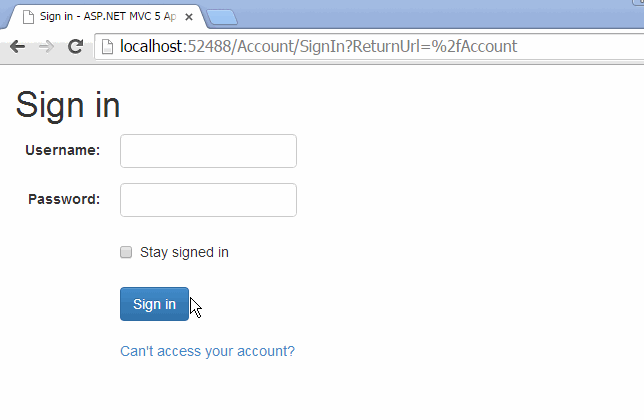 Sign in - ASP.NET MVC 5 Ap
localhost:52488/Account/SignIn?ReturnUrl=%2fAccount
Sign in
Username:
Password:
Stay signed in
Sign in
Can't access your account?